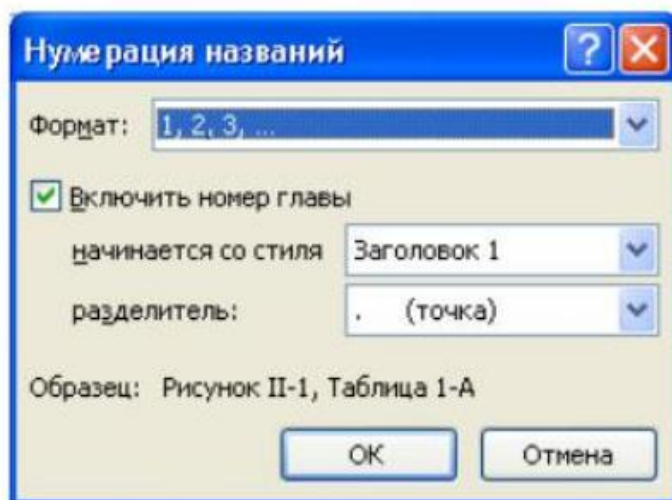 Нумерация названий
Формат: 1, 2, 3, ...
Включить номер главы
начинается со стиля Заголовок 1
разделитель: . (точка)
Образец: Рисунок II-1, Таблица 1-A
ОК Отмена